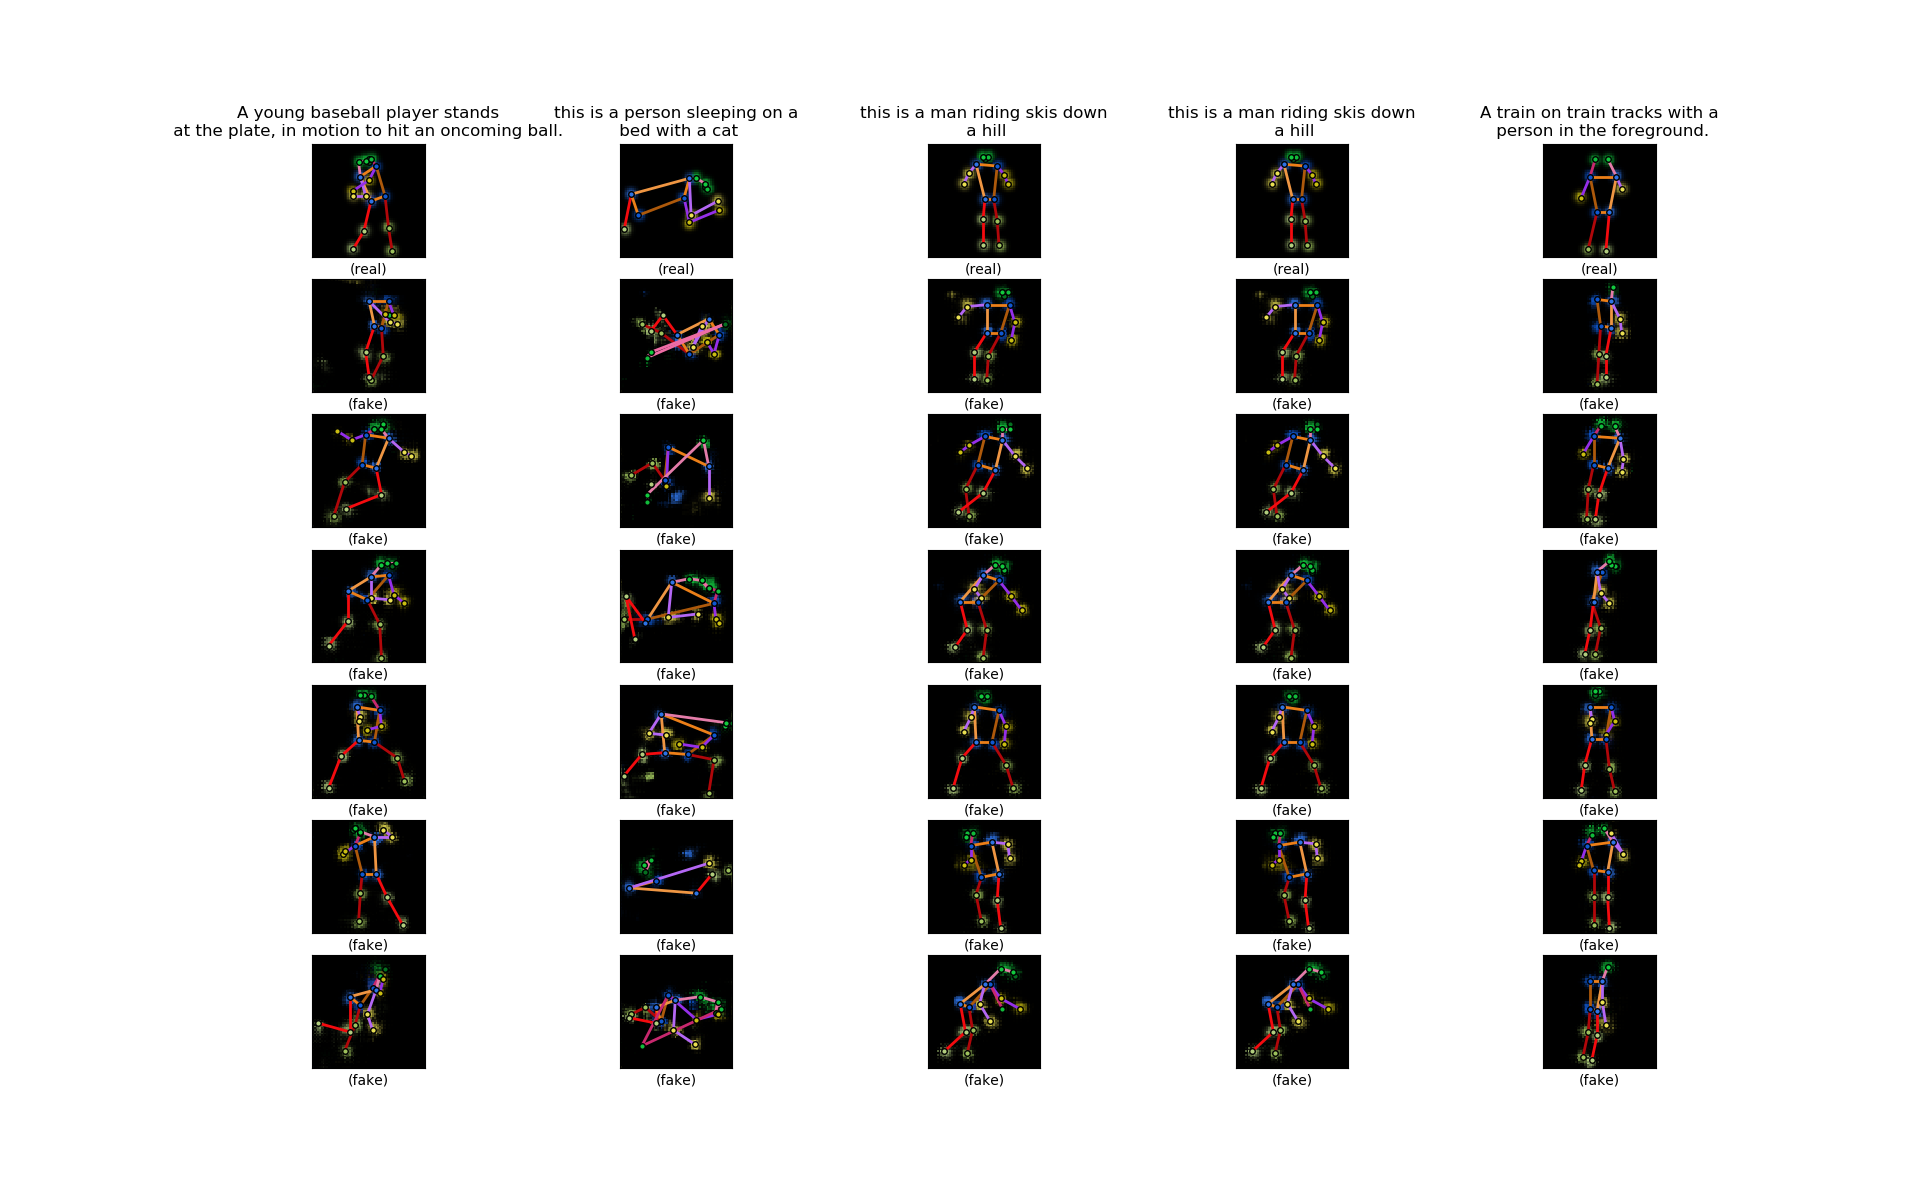 A young baseball player stands
at the plate, in motion to hit an oncoming ball.
this is a person sleeping on a
bed with a cat
this is a man riding skis down
a hill
this is a man riding skis down
a hill
A train on train tracks with a
person in the foreground.
(real) (real) (real) (real) (real)
(fake) (fake) (fake) (fake) (fake)
(fake) (fake) (fake) (fake) (fake)
(fake) (fake) (fake) (fake) (fake)
(fake) (fake) (fake) (fake) (fake)
(fake) (fake) (fake) (fake) (fake)
(fake) (fake) (fake) (fake) (fake)